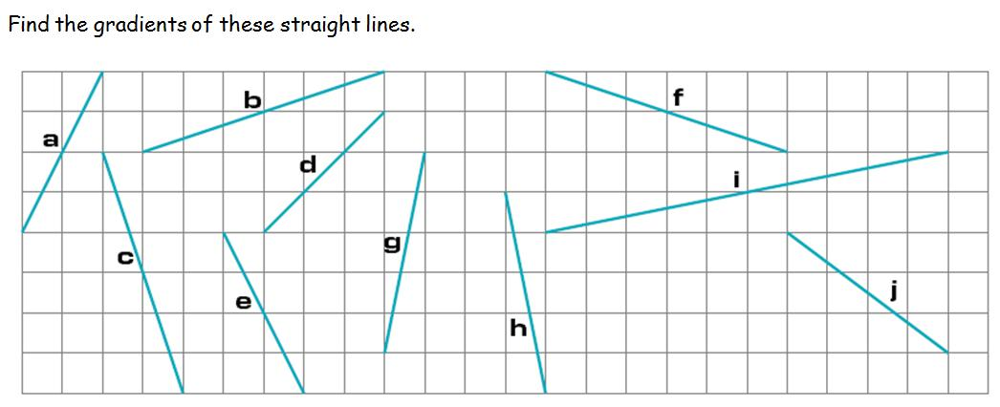 Find the gradients of these straight lines.
b
f
a
d
i
g
c
j
e
h